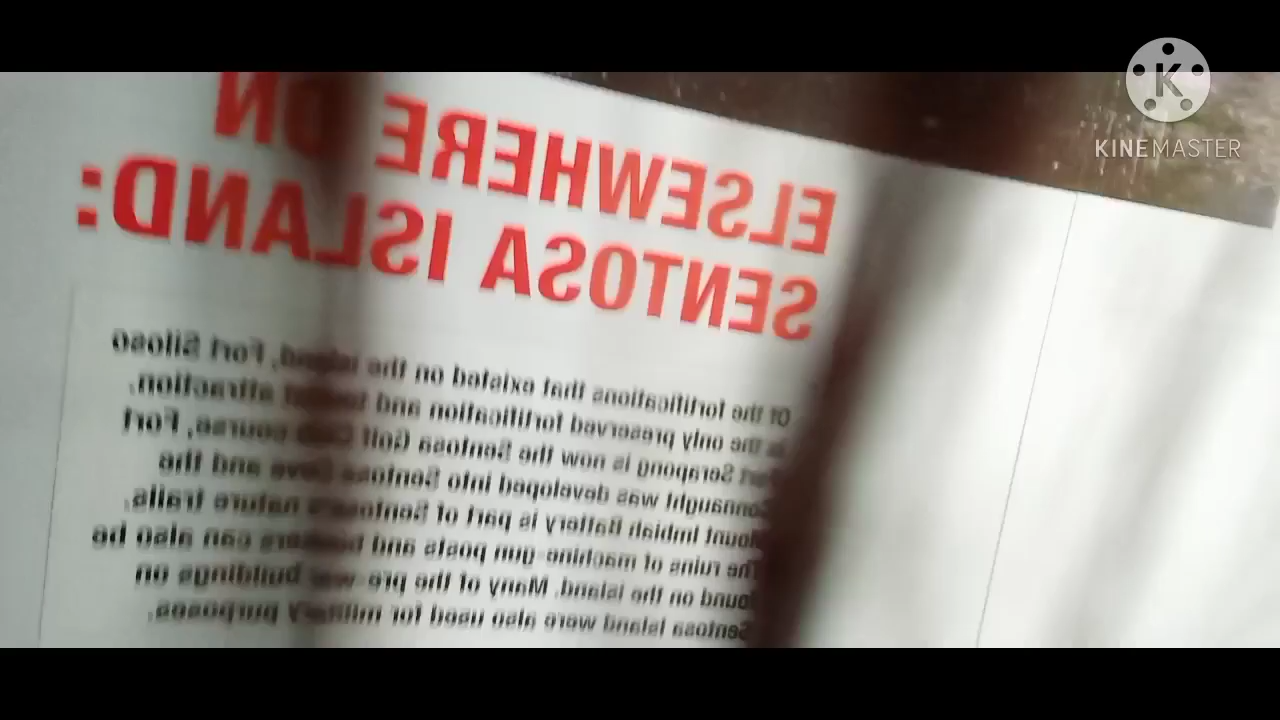 ELSEWHERE ON
SENTOSA ISLAND:
Of the fortifications that existed on the island, Fort Siloso
is the only preserved fortification and tourist attraction.
Fort Serapong is now the Sentosa Golf Club course, Fort
Connaught was developed into Sentosa Cove and the
Mount Imbiah Battery is part of Sentosa's nature trails.
The ruins of machine-gun posts and bunkers can also be
found on the island. Many of the pre-war buildings on
Sentosa Island were also used for military purposes.
KINEMASTER